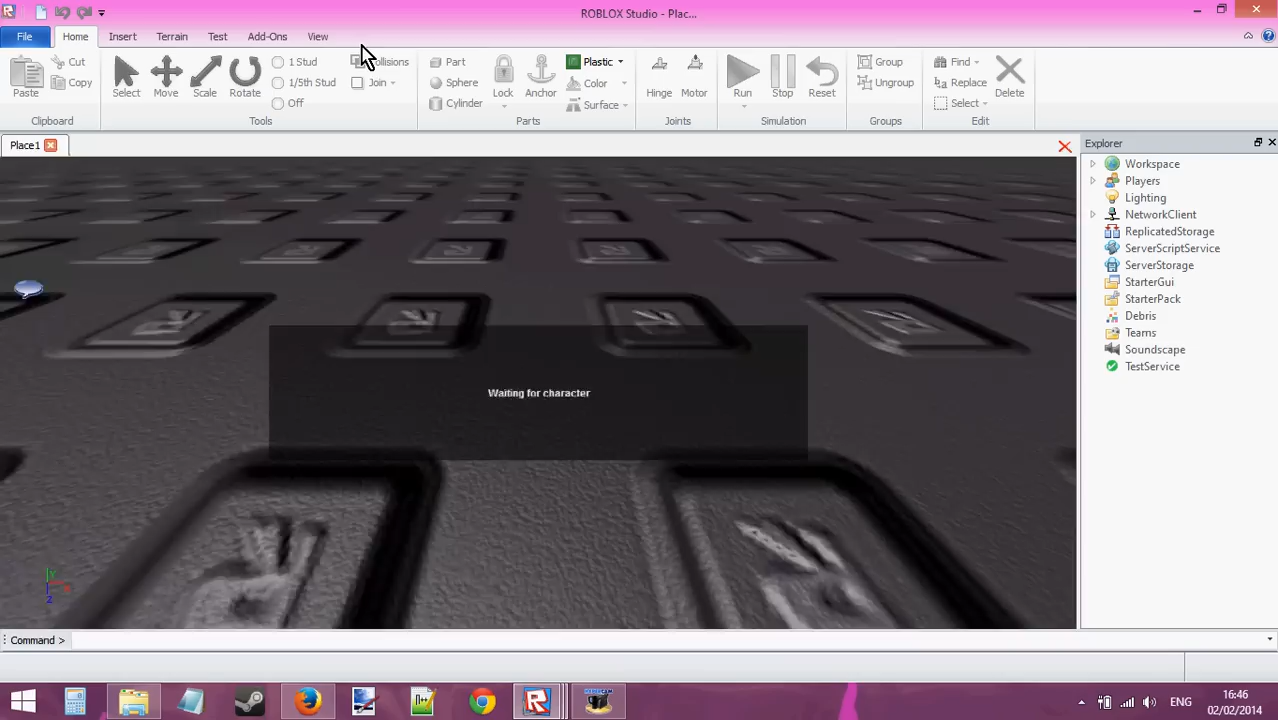 ROBLOX Studio - Plac...
File Home Insert Terrain Test Add-Ons View
Paste Cut Copy Select Move Scale Rotate 1 Stud 1/5th Stud Off Join Part Sphere Cylinder Lock Anchor Plastic Color Surface Hinge Motor Run Stop Reset Group Ungroup Find Replace Select Delete
Clipboard Tools Parts Joints Simulation Groups Edit
Place1
Explorer
Workspace
Players
Lighting
NetworkClient
ReplicatedStorage
ServerScriptService
ServerStorage
StarterGui
StarterPack
Debris
Teams
Soundscape
TestService
Waiting for character
Y
Z
Command >
ENG
16:46
02/02/2014